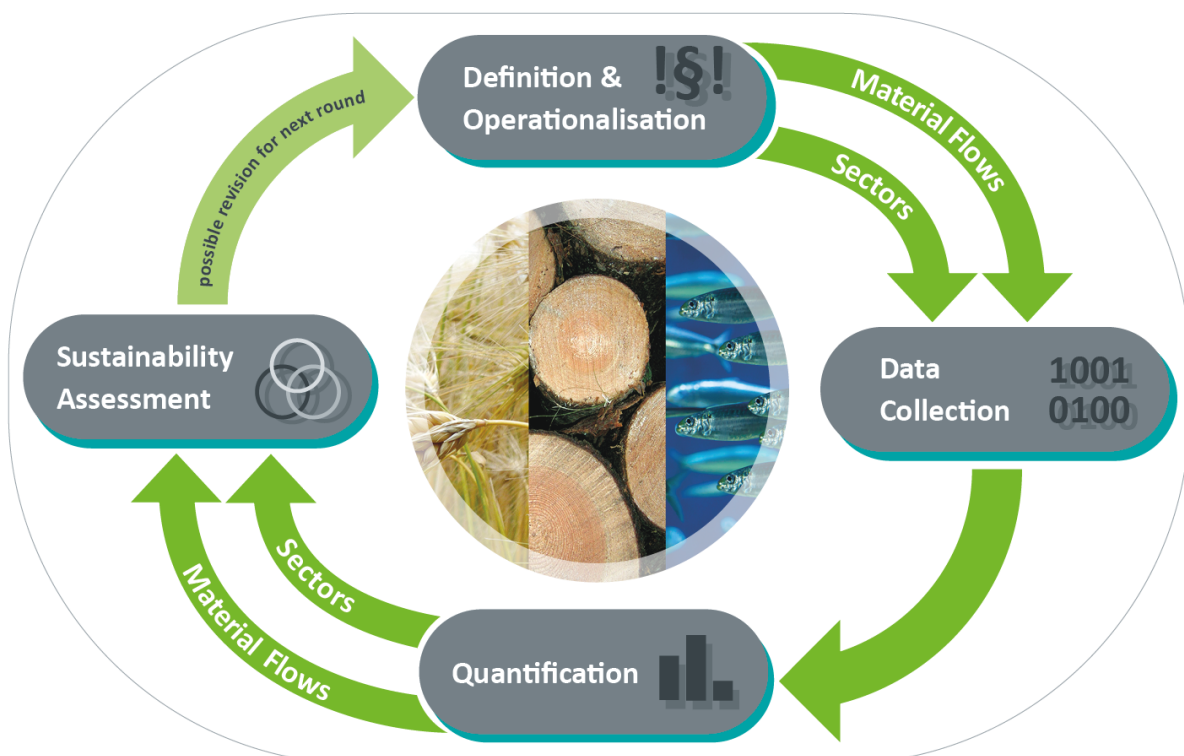 Definition &
Operationalisation
!§!
Material Flows
Sectors
possible revision for next round
Sustainability
Assessment
Data
Collection
1001
0100
Sectors
Material Flows
Quantification